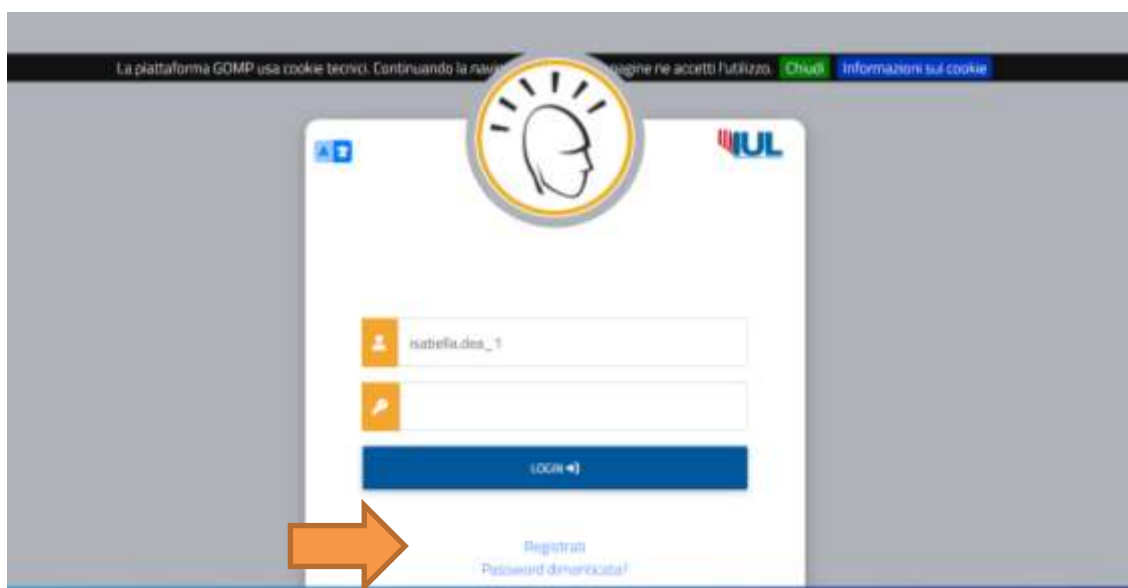 La piattaforma GOMP usa cookie tecnici. Continuando la navi pagine ne accetti l'utilizzo. Chiudi Informazioni sui cookie
IUL
isabella.dea_1
LOGIN
Registrati
Password dimenticata?